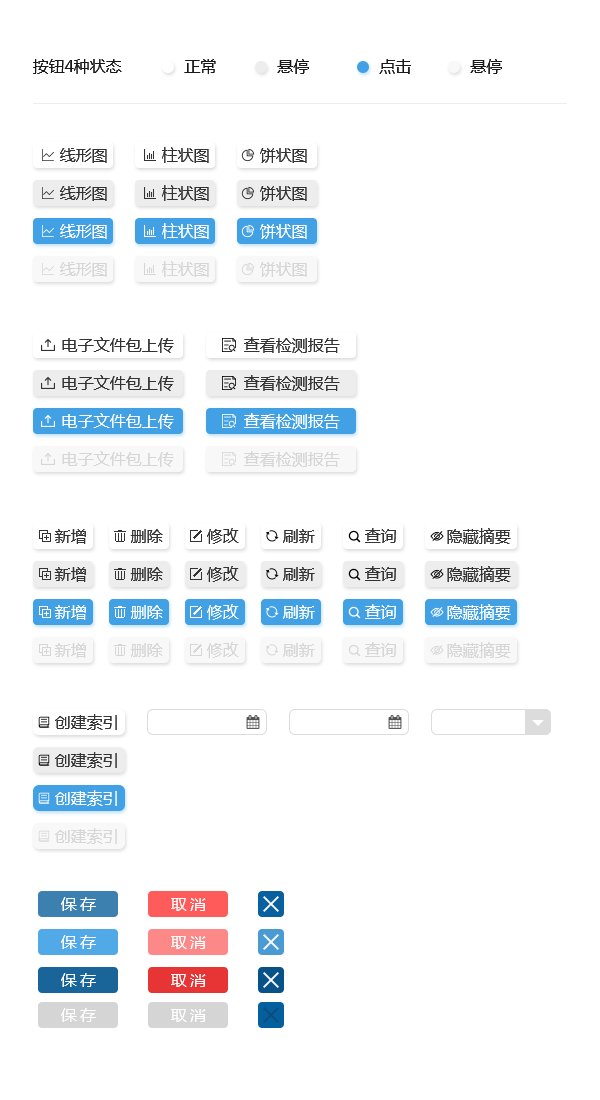 按钮4种状态 正常 悬停 点击 悬停
线形图 柱状图 饼状图
线形图 柱状图 饼状图
线形图 柱状图 饼状图
线形图 柱状图 饼状图
电子文件包上传 查看检测报告
电子文件包上传 查看检测报告
电子文件包上传 查看检测报告
电子文件包上传 查看检测报告
新增 删除 修改 刷新 查询 隐藏摘要
新增 删除 修改 刷新 查询 隐藏摘要
新增 删除 修改 刷新 查询 隐藏摘要
新增 删除 修改 刷新 查询 隐藏摘要
创建索引
创建索引
创建索引
创建索引
保存 取消
保存 取消
保存 取消
保存 取消